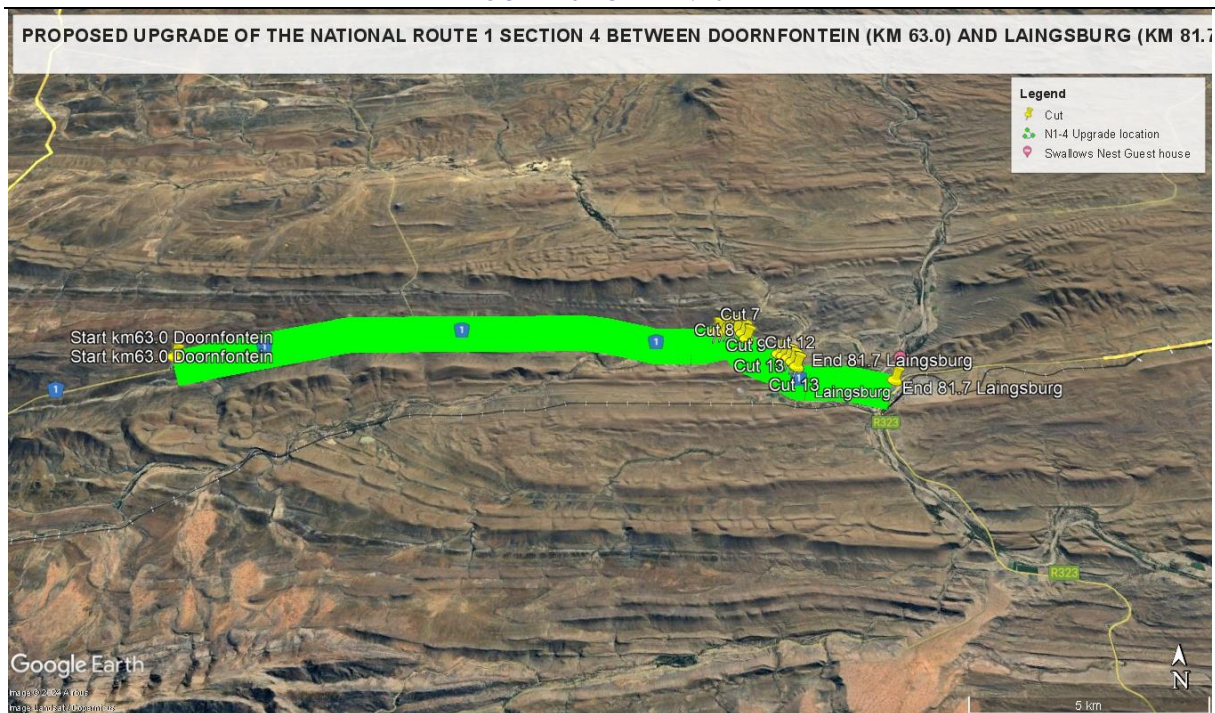 PROPOSED UPGRADE OF THE NATIONAL ROUTE 1 SECTION 4 BETWEEN DOORNFONTEIN (KM 63.0) AND LAINGSBURG (KM 81.7
Legend
Cut
N1-4 Upgrade location
Swallows Nest Guest house
Cut 7
Cut 8
Start km63.0 Doornfontein
1
1
1
Cut 9
Cut 12
Start km63.0 Doornfontein
End 81.7 Laingsburg
Cut 13
1
Cut 13
Laingsburg
End 81.7 Laingsburg
1
R323
R323
Google Earth
N
5 km